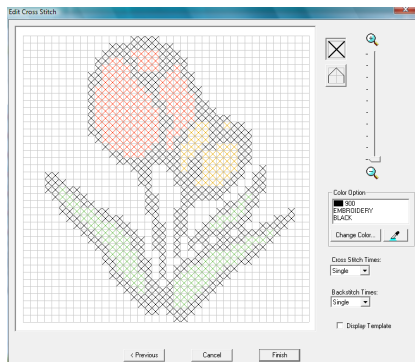 Edit Cross Stitch
Color Option
900
EMBROIDERY
BLACK
Change Color...
Cross Stitch Times:
Single
Backstitch Times:
Single
Display Template
< Previous
Cancel
Finish